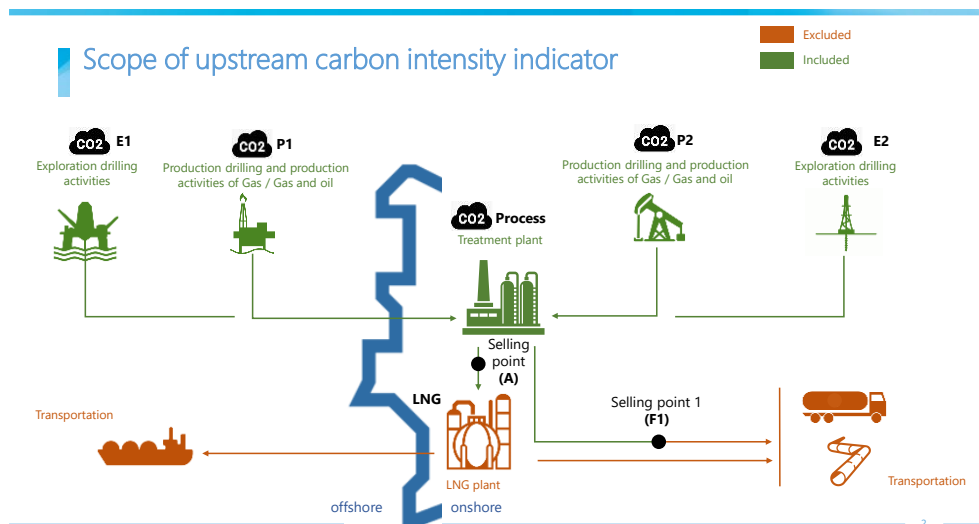 Scope of upstream carbon intensity indicator
Excluded
Included
CO2 E1
Exploration drilling
activities
CO2 P1
Production drilling and production
activities of Gas / Gas and oil
CO2 P2
Production drilling and production
activities of Gas / Gas and oil
CO2 E2
Exploration drilling
activities
CO2 Process
Treatment plant
Selling
point
(A)
LNG
Selling point 1
(F1)
Transportation
LNG plant
Transportation
offshore
onshore
2